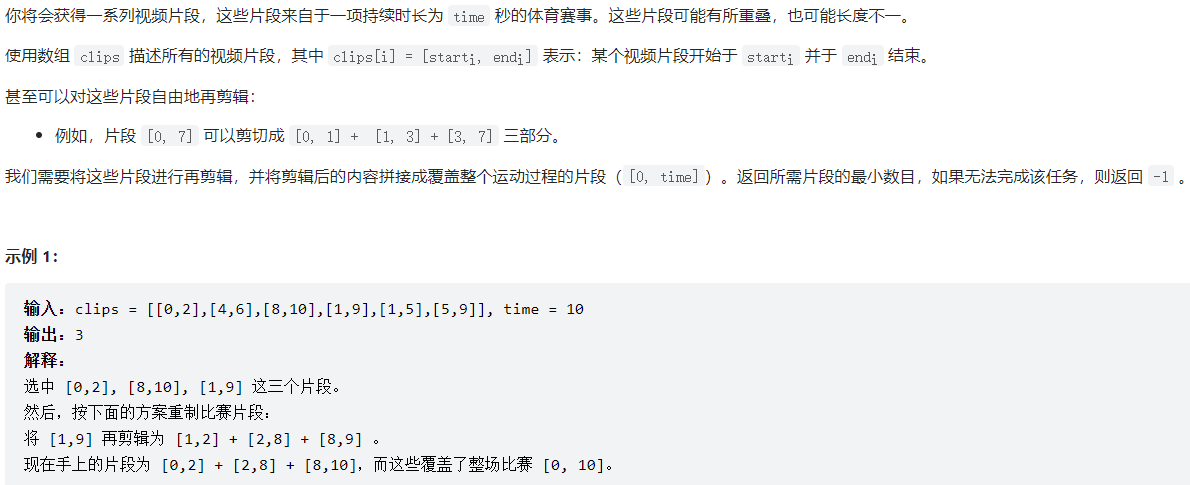 你将会获得一系列视频片段，这些片段来自于一项持续时长为 time 秒的体育赛事。这些片段可能有所重叠，也可能长度不一。
使用数组 clips 描述所有的视频片段，其中 clips[i] = [starti, endi] 表示：某个视频片段开始于 starti 并于 endi 结束。
甚至可以对这些片段自由地再剪辑：
• 例如，片段 [0, 7] 可以剪切成 [0, 1] + [1, 3] + [3, 7] 三部分。
我们需要将这些片段进行再剪辑，并将剪辑后的内容拼接成覆盖整个运动过程的片段（[0, time]）。返回所需片段的最小数目，如果无法完成该任务，则返回 -1 。
示例 1：
输入：clips = [[0,2],[4,6],[8,10],[1,9],[1,5],[5,9]], time = 10
输出：3
解释：
选中 [0,2], [8,10], [1,9] 这三个片段。
然后，按下面的方案重制比赛片段：
将 [1,9] 再剪辑为 [1,2] + [2,8] + [8,9] 。
现在手上的片段为 [0,2] + [2,8] + [8,10]，而这些覆盖了整场比赛 [0, 10]。